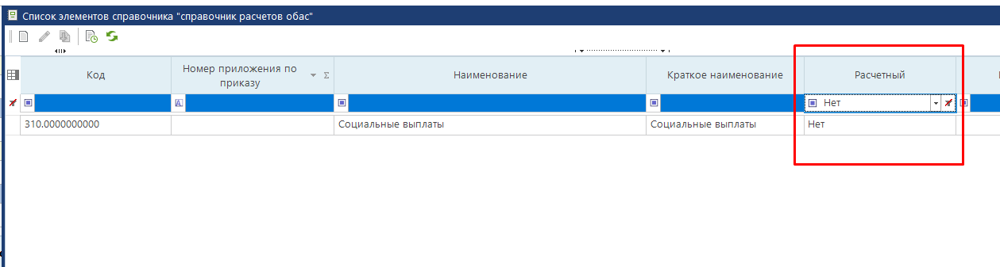 Список элементов справочника "справочник расчетов обас"
Код
Номер приложения по
приказу
Σ
Наименование
Краткое наименование
Расчетный
A
Нет
310.0000000000
Социальные выплаты
Социальные выплаты
Нет